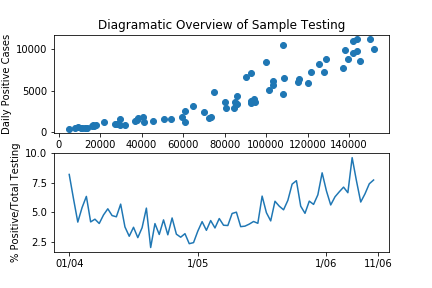 Diagramatic Overview of Sample Testing
Daily Positive Cases
10000
5000
0
0 20000 40000 60000 80000 100000 120000 140000
% Positive/Total Testing
10.0
7.5
5.0
2.5
01/04 1/05 1/06 11/06